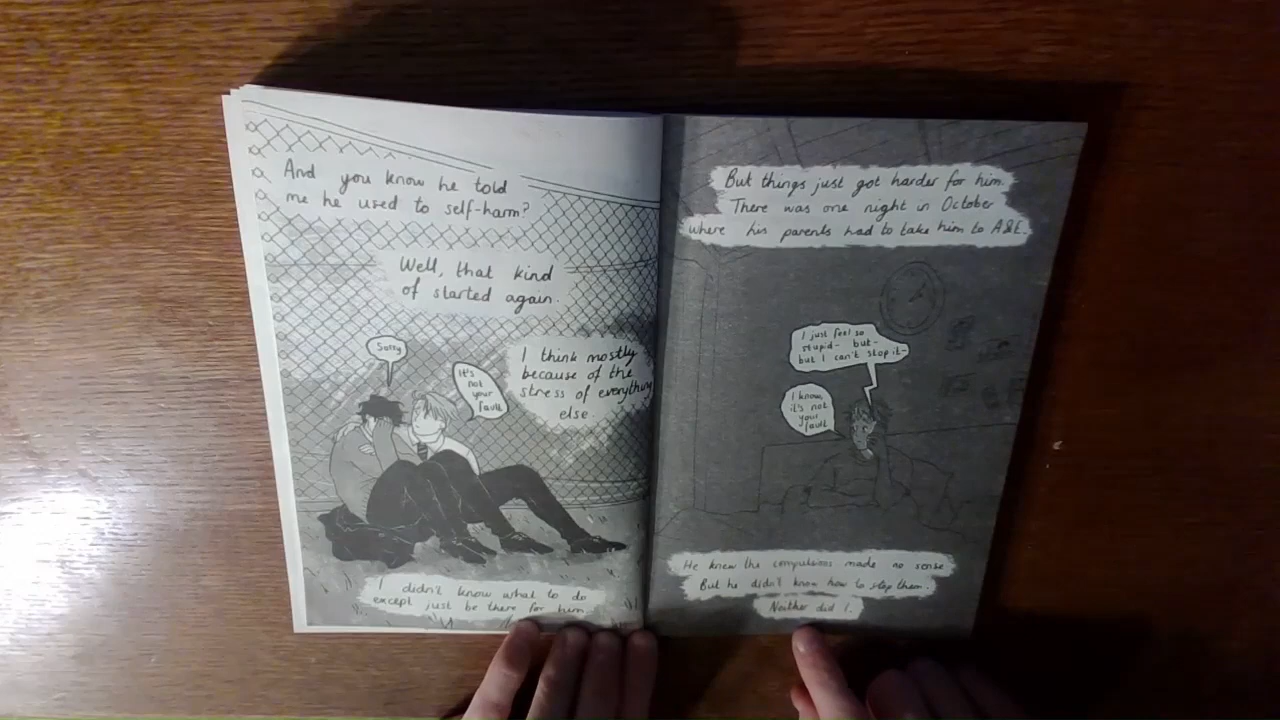 And you know he told
me he used to self-harm?
Well, that kind
of started again.
I think mostly
because of the
stress of everything
else.
Sorry
It's
not
your
fault
I didn't know what to do
except just be there for him.
But things just got harder for him.
There was one night in October
where his parents had to take him to A&E.
I just feel so
stupid- but-
but I can't stop it-
I know,
it's not
your
fault
He knew the compulsions made no sense
But he didn't know how to stop them.
Neither did I.